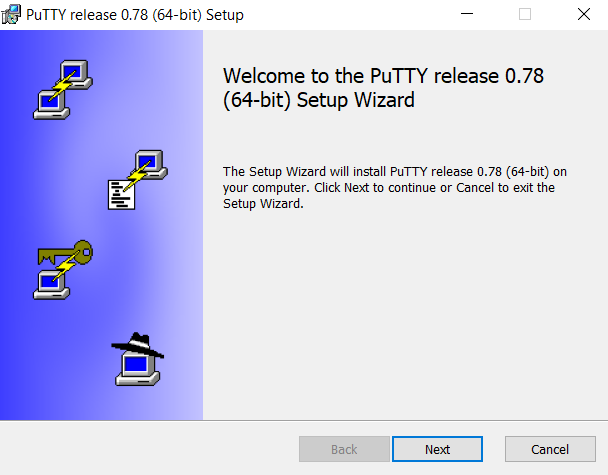 PuTTY release 0.78 (64-bit) Setup
Welcome to the PuTTY release 0.78
(64-bit) Setup Wizard
The Setup Wizard will install PuTTY release 0.78 (64-bit) on
your computer. Click Next to continue or Cancel to exit the
Setup Wizard.
Back Next Cancel